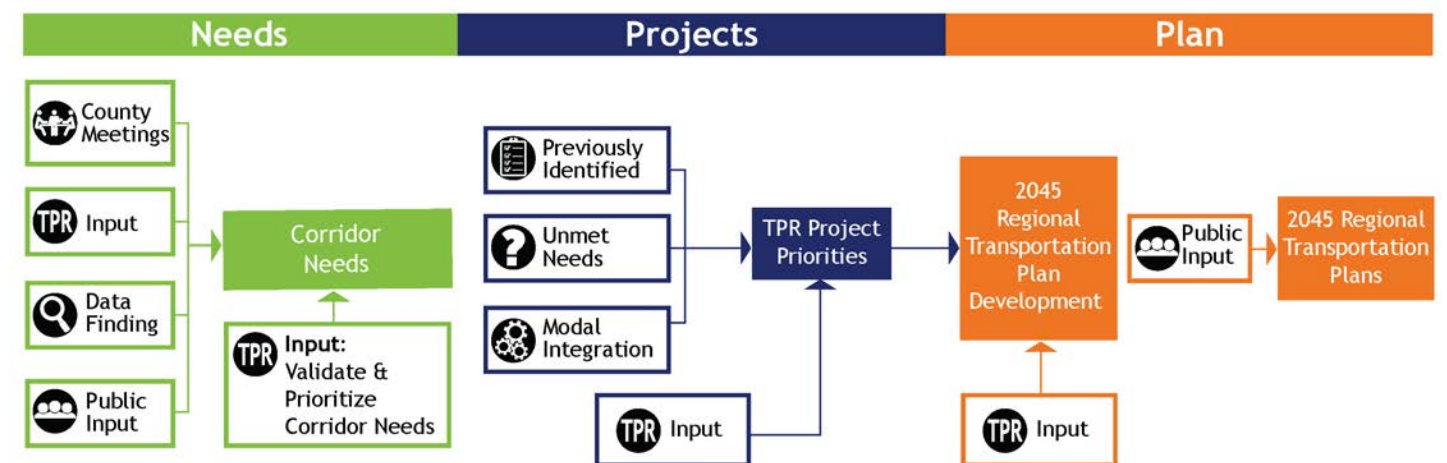 Needs
Projects
Plan
County
Meetings
TPR Input
Data
Finding
Public
Input
Corridor
Needs
TPR Input:
Validate &
Prioritize
Corridor Needs
Previously
Identified
? Unmet
Needs
Modal
Integration
TPR Project
Priorities
TPR Input
2045
Regional
Transportation
Plan
Development
TPR Input
Public
Input
2045 Regional
Transportation
Plans